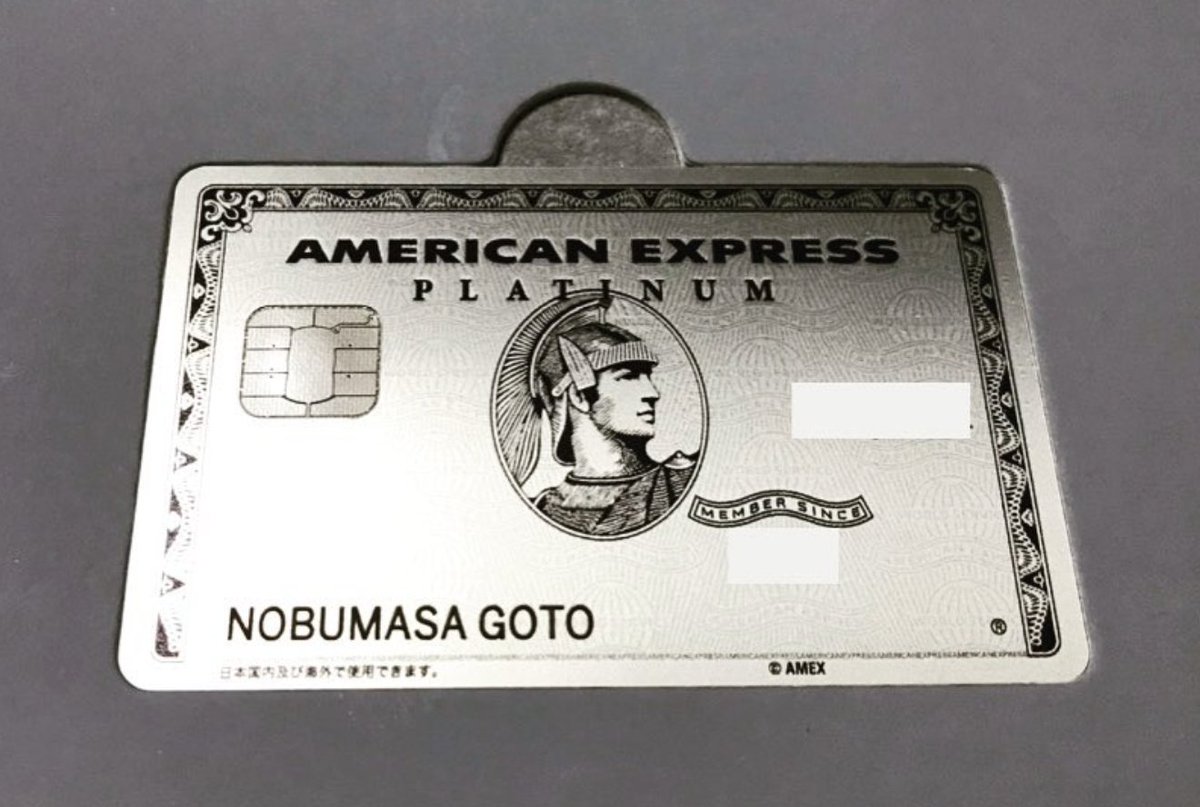 AMERICAN EXPRESS
PLATINUM
MEMBER SINCE
NOBUMASA GOTO
®
日本国内及び海外で使用できます。
© AMEX